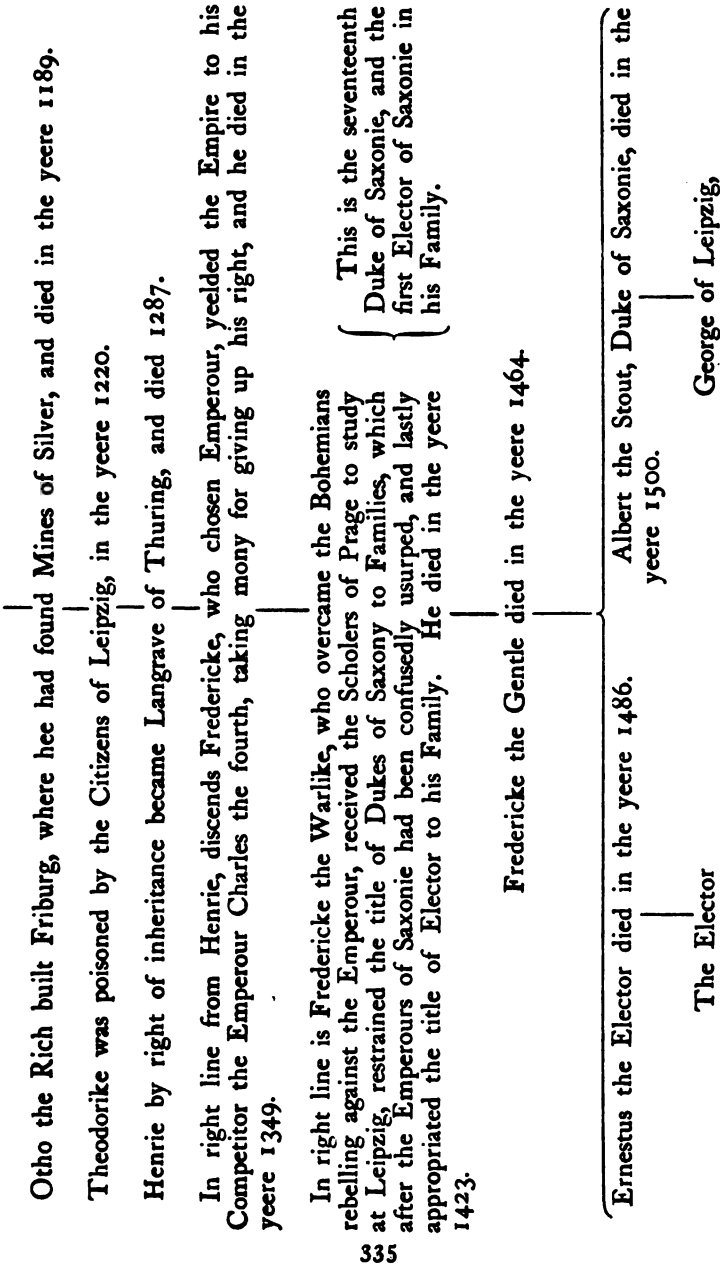 Otho the Rich built Friburg, where hee had found Mines of Silver, and died in the yeere 1189.
Theodorike was poisoned by the Citizens of Leipzig, in the yeere 1220.
Henrie by right of inheritance became Langrave of Thuring, and died 1287.
In right line from Henrie, discends Fredericke, who chosen Emperour, yeelded the Empire to his
Competitor the Emperour Charles the fourth, taking mony for giving up his right, and he died in the
yeere 1349.
In right line is Fredericke the Warlike, who overcame the Bohemians
rebelling against the Emperour, received the Scholers of Prage to study
at Leipzig, restrained the title of Dukes of Saxony to Families, which
after the Emperours of Saxonie had been confusedly usurped, and lastly
appropriated the title of Elector to his Family. He died in the yeere
1423.
This is the seventeenth
Duke of Saxonie, and the
first Elector of Saxonie in
his Family.
Fredericke the Gentle died in the yeere 1464.
Ernestus the Elector died in the yeere 1486.
Albert the Stout, Duke of Saxonie, died in the
yeere 1500.
The Elector
George of Leipzig,
335